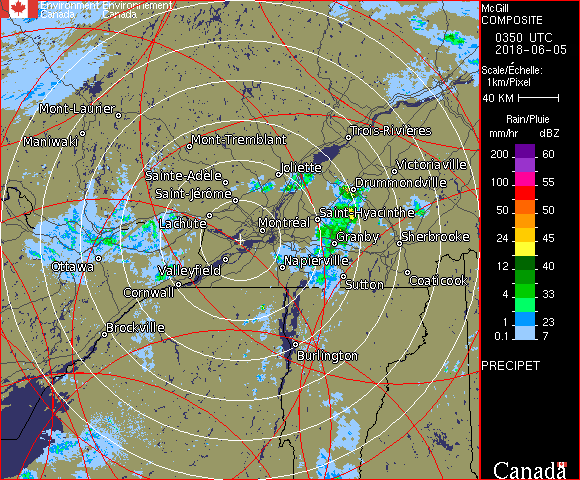 Environment Environnement
Canada Canada
McGill
COMPOSITE
0350 UTC
2018-06-05
Scale/Échelle:
1km/Pixel
40 KM
Rain/Pluie
mm/hr dBZ
200 60
155
100 55
50 50
24 45
12 40
4 33
1 23
0.1 7
PRECIPET
Canada
Mont-Laurier
Maniwaki
Mont-Tremblant
Trois-Rivières
Sainte-Adèle
Joliette
Victoriaville
Saint-Jérôme
Drummondville
Lachute
Montréal
Saint-Hyacinthe
Granby
Sherbrooke
Ottawa
Valleyfield
Napierville
Cornwall
Sutton
Coaticook
Brockville
Burlington